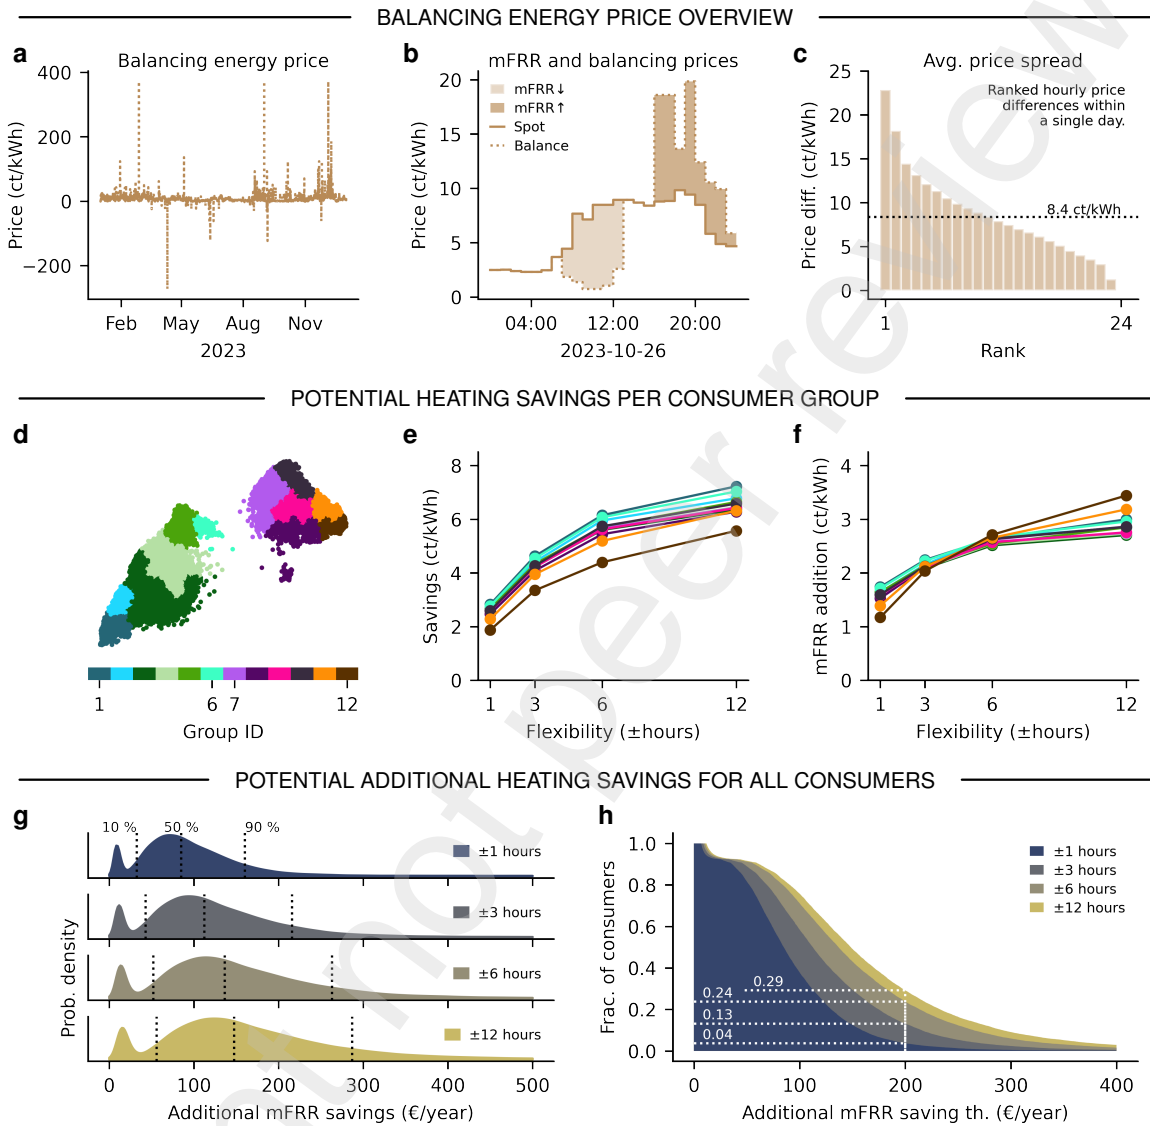 BALANCING ENERGY PRICE OVERVIEW
a
Balancing energy price
Price (ct/kWh)
400
200
0
−200
Feb May Aug Nov
2023
b
mFRR and balancing prices
Price (ct/kWh)
20
15
10
5
0
mFRR↓
mFRR↑
Spot
Balance
04:00 12:00 20:00
2023-10-26
c
Avg. price spread
Price diff. (ct/kWh)
25
20
15
10
5
0
Ranked hourly price
differences within
a single day.
8.4 ct/kWh
1 24
Rank
POTENTIAL HEATING SAVINGS PER CONSUMER GROUP
d
1 6 7 12
Group ID
e
Savings (ct/kWh)
8
6
4
2
0
1 3 6 12
Flexibility (±hours)
f
mFRR addition (ct/kWh)
4
3
2
1
0
1 3 6 12
Flexibility (±hours)
POTENTIAL ADDITIONAL HEATING SAVINGS FOR ALL CONSUMERS
g
Prob. density
10 % 50 % 90 %
±1 hours
0 100 200 300 400 500
±3 hours
±6 hours
±12 hours
0 100 200 300 400 500
Additional mFRR savings (€/year)
h
Frac. of consumers
1.0
0.8
0.6
0.4
0.2
0.0
±1 hours
±3 hours
±6 hours
±12 hours
0.29
0.24
0.13
0.04
0 100 200 300 400
Additional mFRR saving th. (€/year)
not peer review